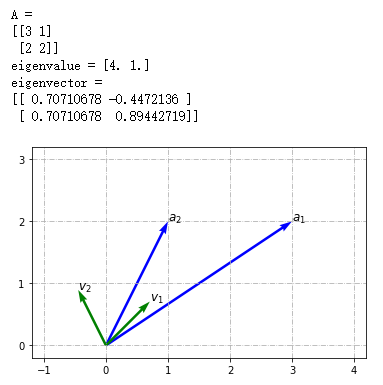 A =
[[3 1]
 [2 2]]
eigenvalue = [4. 1.]
eigenvector =
[[ 0.70710678 -0.4472136 ]
 [ 0.70710678  0.89442719]]
3
2
1
0
−1 0 1 2 3 4
a₂
a₁
v₂
v₁